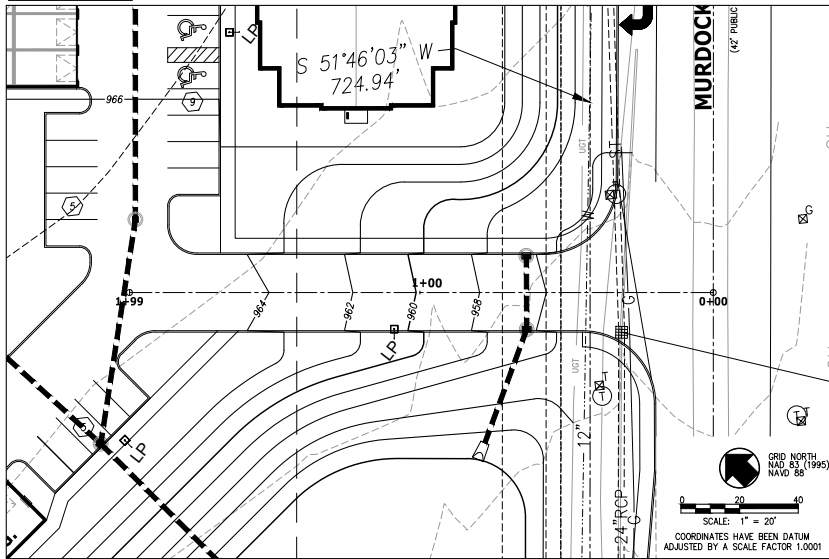 MURDOCK
(42' PUBLIC
LP
S 51°46'03" W
724.94'
966
9
5
UGT
ST
W
G
T
1+99
964
962
1+00
960
958
G
0+00
LP
UGT
T
T
T
5
LP
12"
24"RCP
G
GRID NORTH
NAD 83 (1995)
NAVD 88
0 20 40
SCALE: 1" = 20'
COORDINATES HAVE BEEN DATUM
ADJUSTED BY A SCALE FACTOR 1.0001